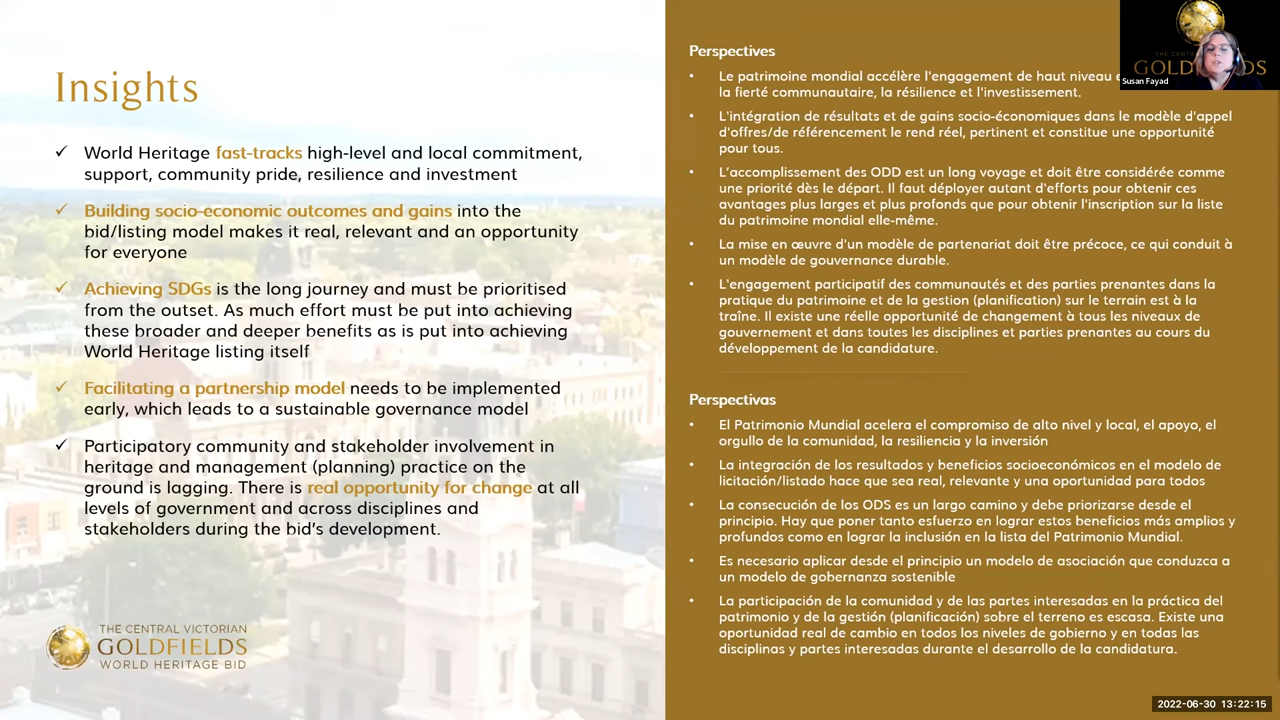 Insights
World Heritage fast-tracks high-level and local commitment,
support, community pride, resilience and investment
Building socio-economic outcomes and gains into the
bid/listing model makes it real, relevant and an opportunity
for everyone
Achieving SDGs is the long journey and must be prioritised
from the outset. As much effort must be put into achieving
these broader and deeper benefits as is put into achieving
World Heritage listing itself
Facilitating a partnership model needs to be implemented
early, which leads to a sustainable governance model
Participatory community and stakeholder involvement in
heritage and management (planning) practice on the
ground is lagging. There is real opportunity for change at all
levels of government and across disciplines and
stakeholders during the bid's development.
THE CENTRAL VICTORIAN
GOLDFIELDS
WORLD HERITAGE BID
Perspectives
• Le patrimoine mondial accélère l'engagement de haut niveau
la fierté communautaire, la résilience et l'investissement.
• L'intégration de résultats et de gains socio-économiques dans le modèle d'appel
d'offres/de référencement le rend réel, pertinent et constitue une opportunité
pour tous.
• L'accomplissement des ODD est un long voyage et doit être considérée comme
une priorité dès le départ. Il faut déployer autant d'efforts pour obtenir ces
avantages plus larges et plus profonds que pour obtenir l'inscription sur la liste
du patrimoine mondial elle-même.
• La mise en œuvre d'un modèle de partenariat doit être précoce, ce qui conduit à
un modèle de gouvernance durable.
• L'engagement participatif des communautés et des parties prenantes dans la
pratique du patrimoine et de la gestion (planification) sur le terrain est à la
traîne. Il existe une réelle opportunité de changement à tous les niveaux de
gouvernement et dans toutes les disciplines et parties prenantes au cours du
développement de la candidature.
Perspectivas
• El Patrimonio Mundial acelera el compromiso de alto nivel y local, el apoyo, el
orgullo de la comunidad, la resiliencia y la inversión
• La integración de los resultados y beneficios socioeconómicos en el modelo de
licitación/listado hace que sea real, relevante y una oportunidad para todos
• La consecución de los ODS es un largo camino y debe priorizarse desde el
principio. Hay que poner tanto esfuerzo en lograr estos beneficios más amplios y
profundos como en lograr la inclusión en la lista del Patrimonio Mundial.
• Es necesario aplicar desde el principio un modelo de asociación que conduzca a
un modelo de gobernanza sostenible
• La participación de la comunidad y de las partes interesadas en la práctica del
patrimonio y de la gestión (planificación) sobre el terreno es escasa. Existe una
oportunidad real de cambio en todos los niveles de gobierno y en todas las
disciplinas y partes interesadas durante el desarrollo de la candidatura.
Susan Fayad
2022-06-30 13:22:15